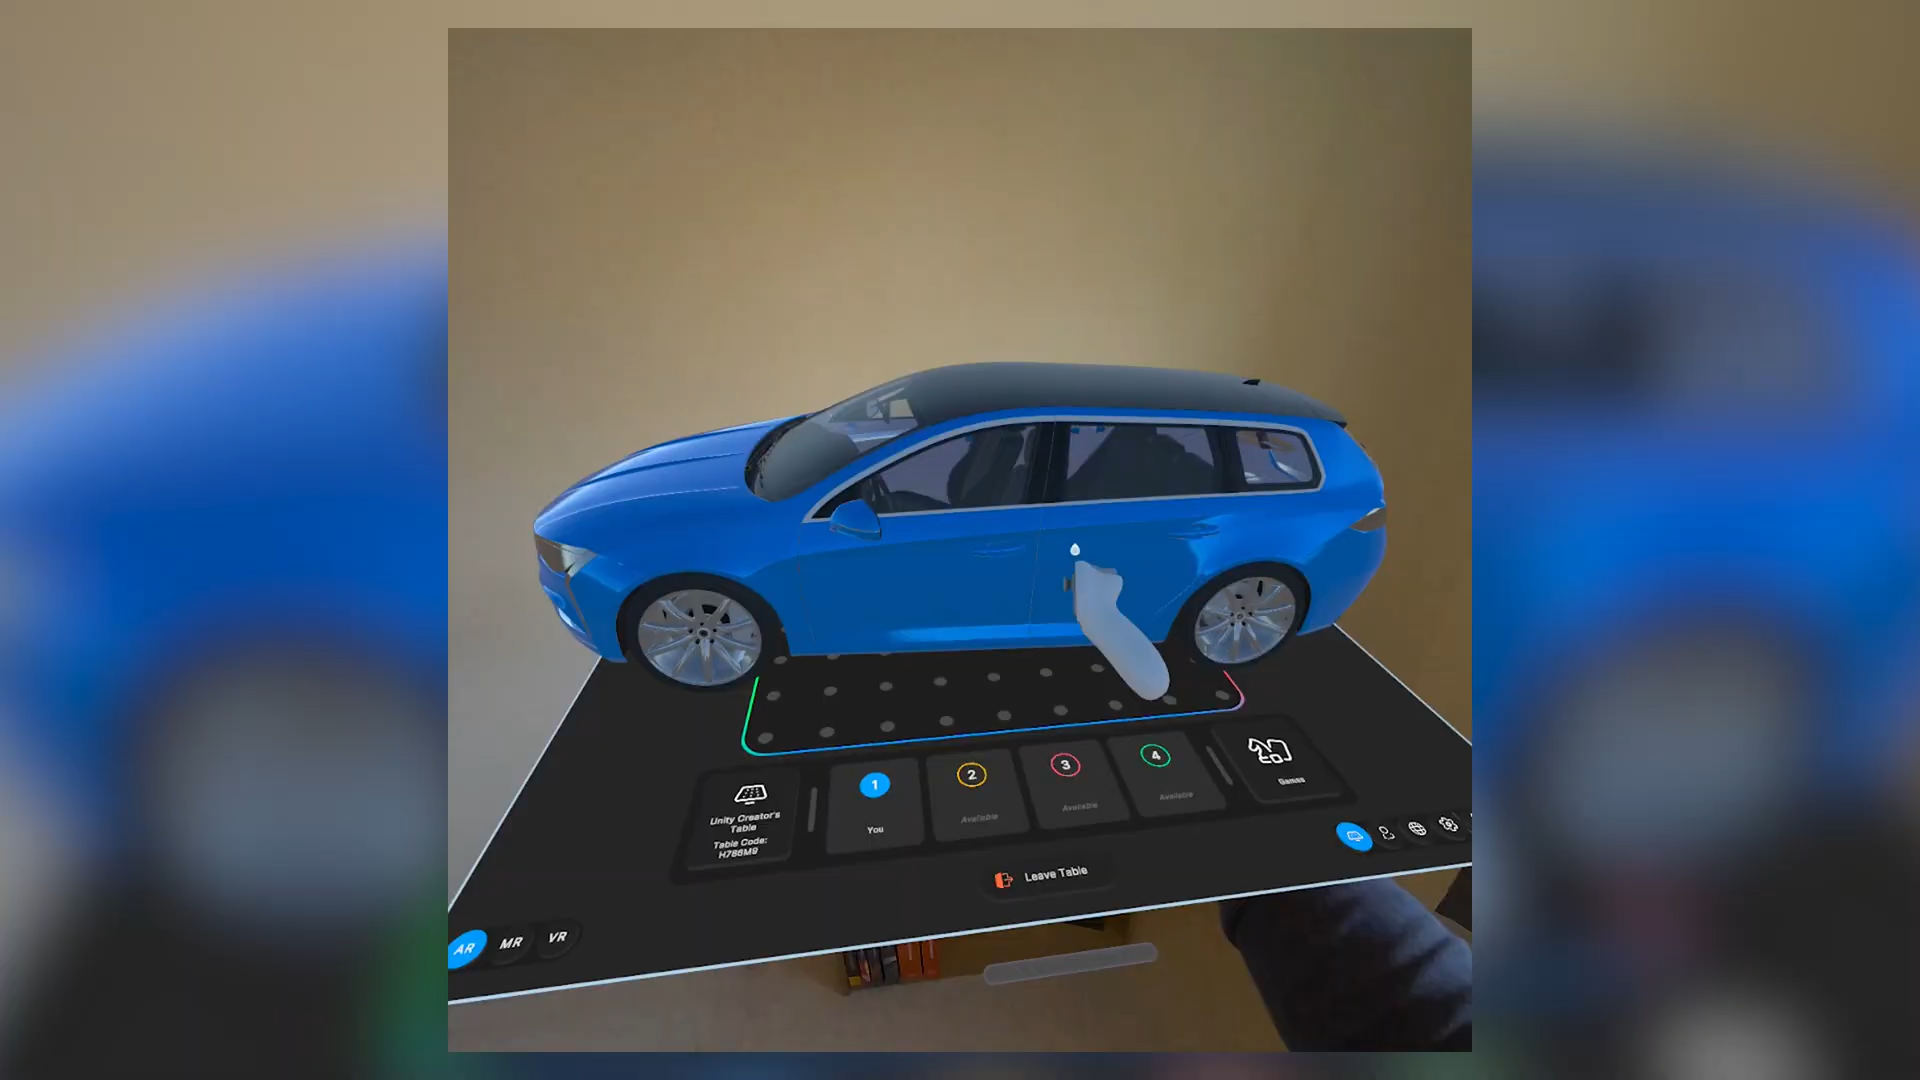 1
2
3
4
Unity Creator's
Table
Table Code:
H786M9
You
Available
Available
Available
Games
Leave Table
AR
MR
VR